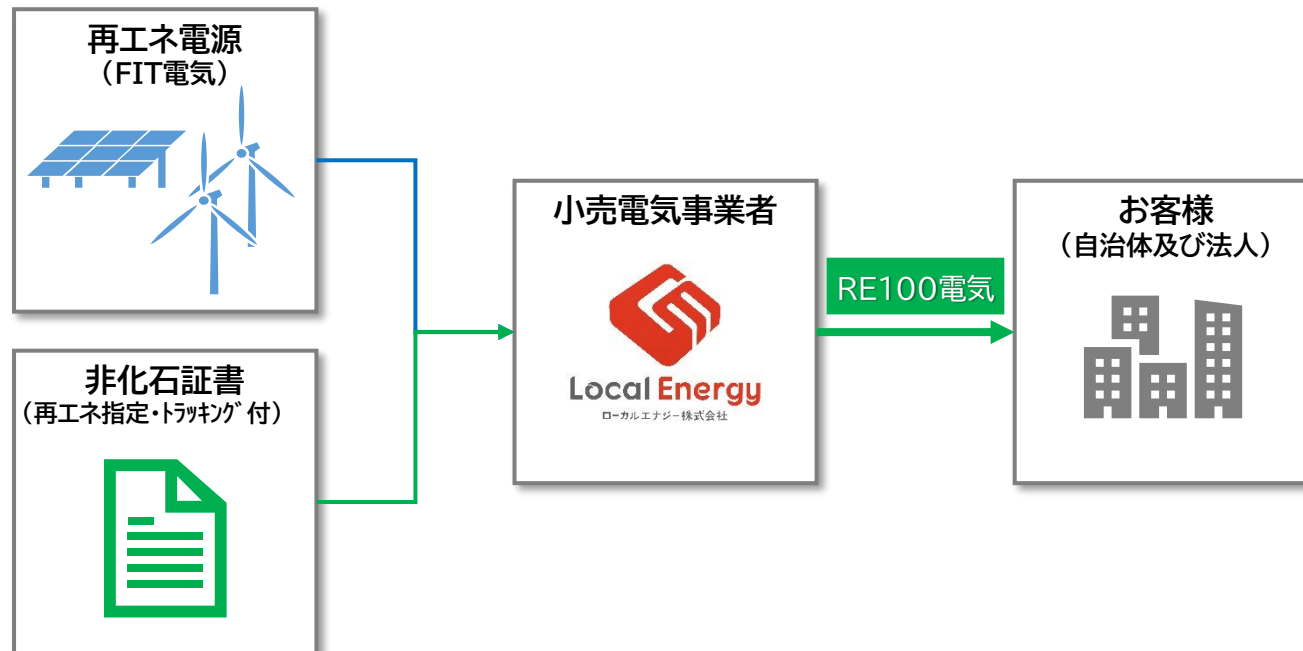 再エネ電源
（FIT電気）
非化石証書
（再エネ指定・ﾄﾗｯｷﾝｸﾞ付）
小売電気事業者
Local Energy
ローカルエナジー株式会社
RE100電気
お客様
（自治体及び法人）